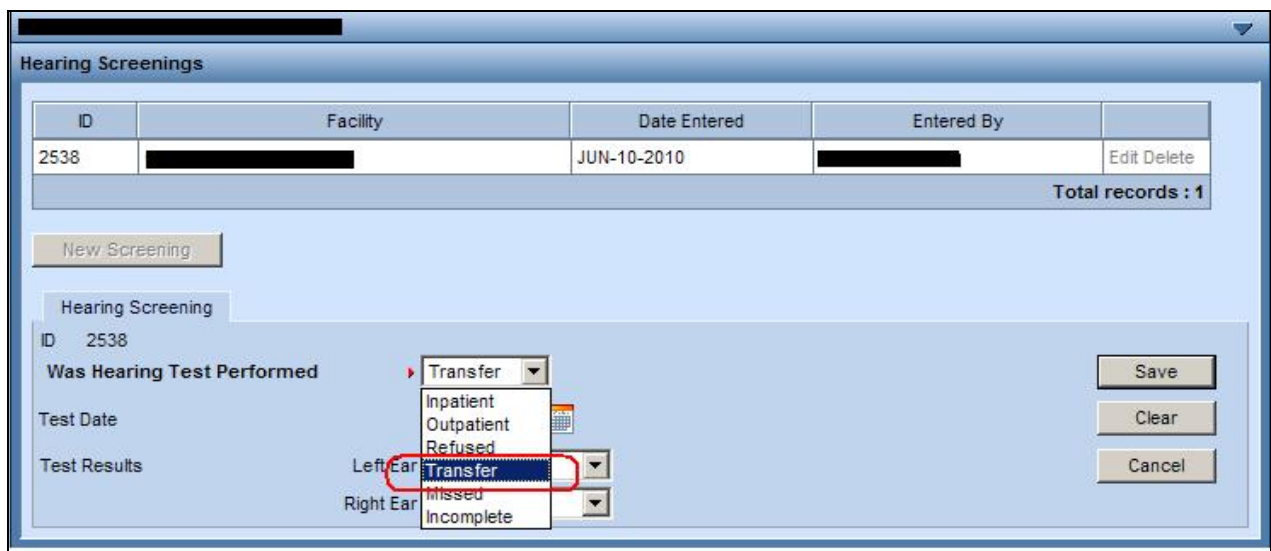 Hearing Screenings
ID Facility Date Entered Entered By
2538 JUN-10-2010 Edit Delete
Total records : 1
New Screening
Hearing Screening
ID 2538
Was Hearing Test Performed Transfer Save
Inpatient
Test Date Outpatient Clear
Refused
Test Results Left Ear Transfer Cancel
Missed
Right Ear Incomplete